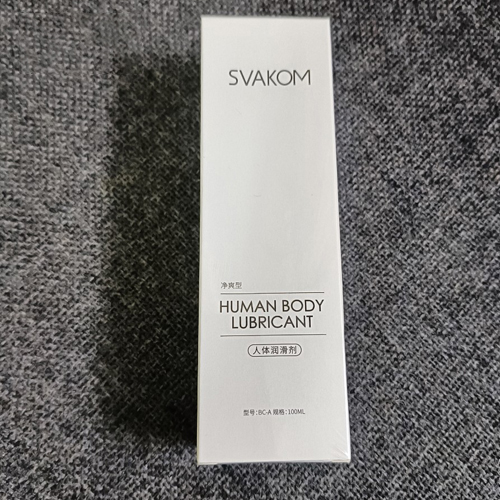 SVAKOM
净爽型
HUMAN BODY
LUBRICANT
人体润滑剂
型号:BC-A 规格:100ML